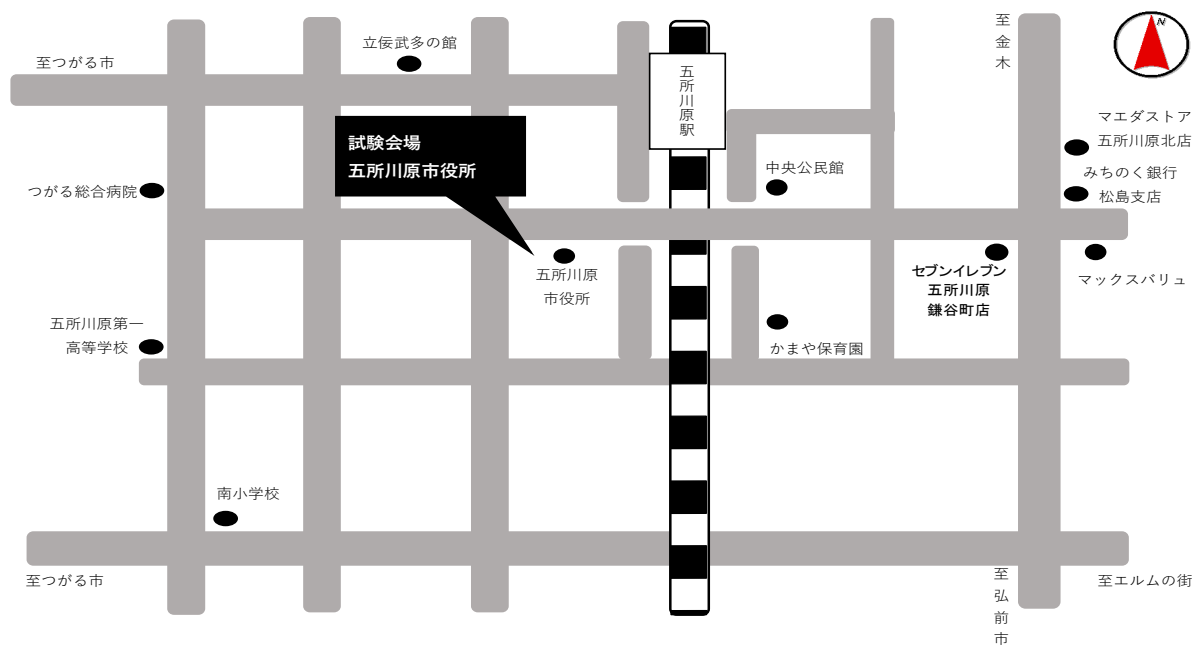 至つがる市
立佞武多の館
五所川原駅
至金木
N
マエダストア
五所川原北店
試験会場
五所川原市役所
つがる総合病院
中央公民館
みちのく銀行
松島支店
五所川原
市役所
セブンイレブン
五所川原
鎌谷町店
マックスバリュ
五所川原第一
高等学校
かまや保育園
南小学校
至つがる市
至弘前市
至エルムの街